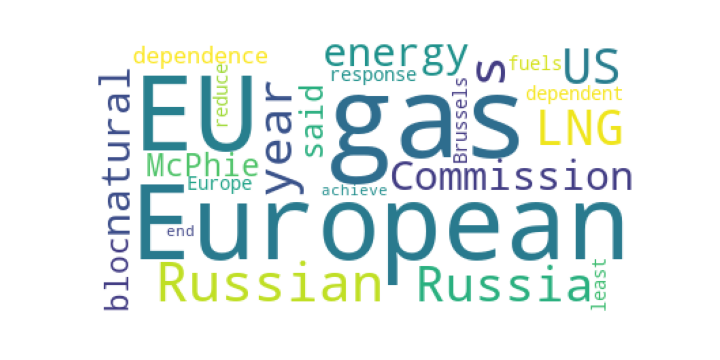 dependence
energy
response
fuels
US
EU
gas
s
Brussels
dependent
LNG
natural
reduce
year
said
McPhie
Europe
Commission
achieve
European
end
bloc
Russian
Russia
least